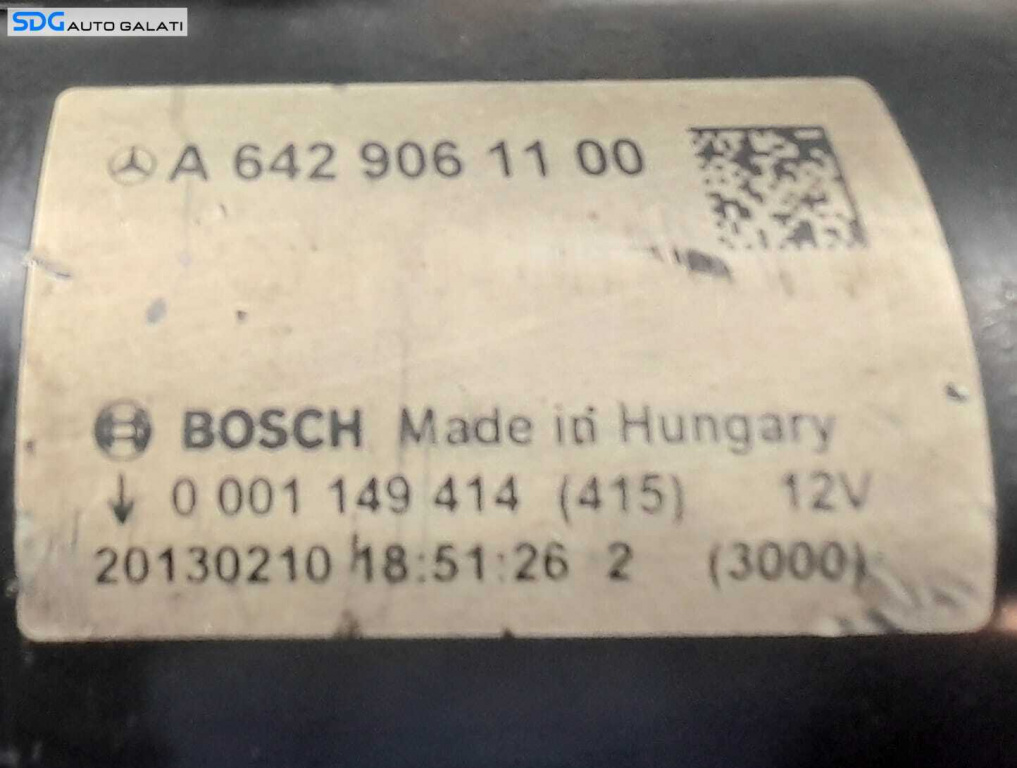 SDG AUTO GALATI
A 642 906 11 00
BOSCH Made in Hungary
0 001 149 414 (415) 12V
20130210 18:51:26 2 (3000)